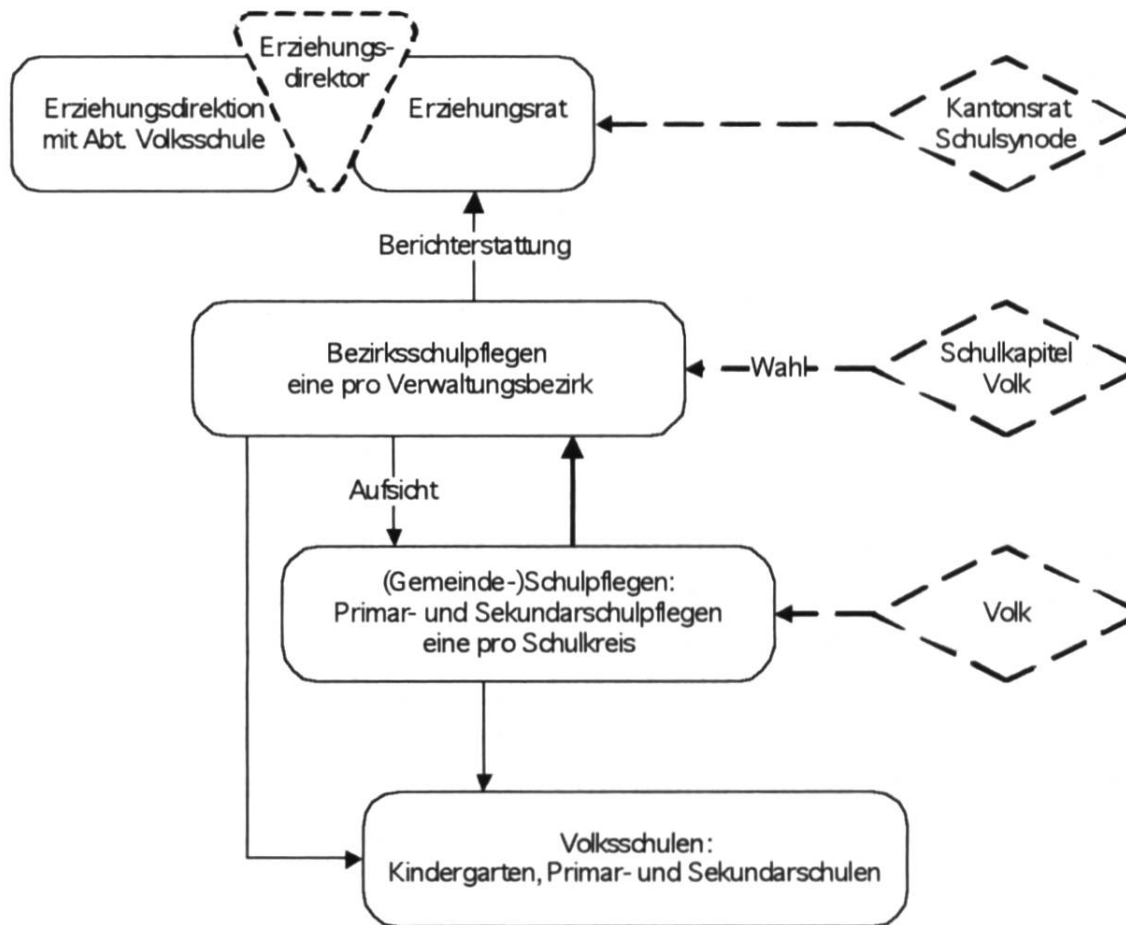 Erziehungs-
direktor
Erziehungsdirektion
mit Abt. Volksschule
Erziehungsrat
Kantonsrat
Schulsynode
Berichterstattung
Bezirksschulpflegen
eine pro Verwaltungsbezirk
Wahl
Schulkapitel
Volk
Aufsicht
(Gemeinde-)Schulpflegen:
Primar- und Sekundarschulpflegen
eine pro Schulkreis
Volk
Volksschulen:
Kindergarten, Primar- und Sekundarschulen